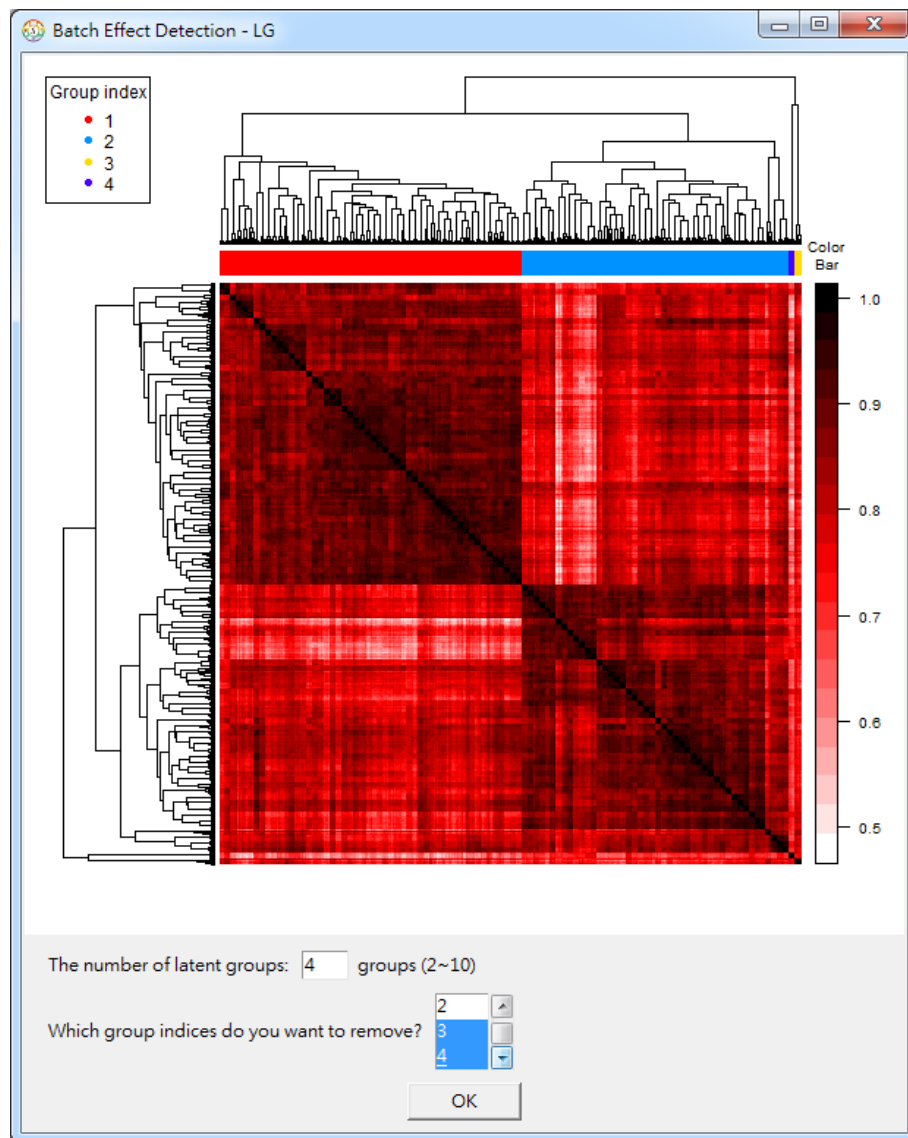 Batch Effect Detection - LG
Group index
1
2
3
4
Color
Bar
1.0
0.9
0.8
0.7
0.6
0.5
The number of latent groups: 4 groups (2~10)
2
Which group indices do you want to remove? 3
4
OK